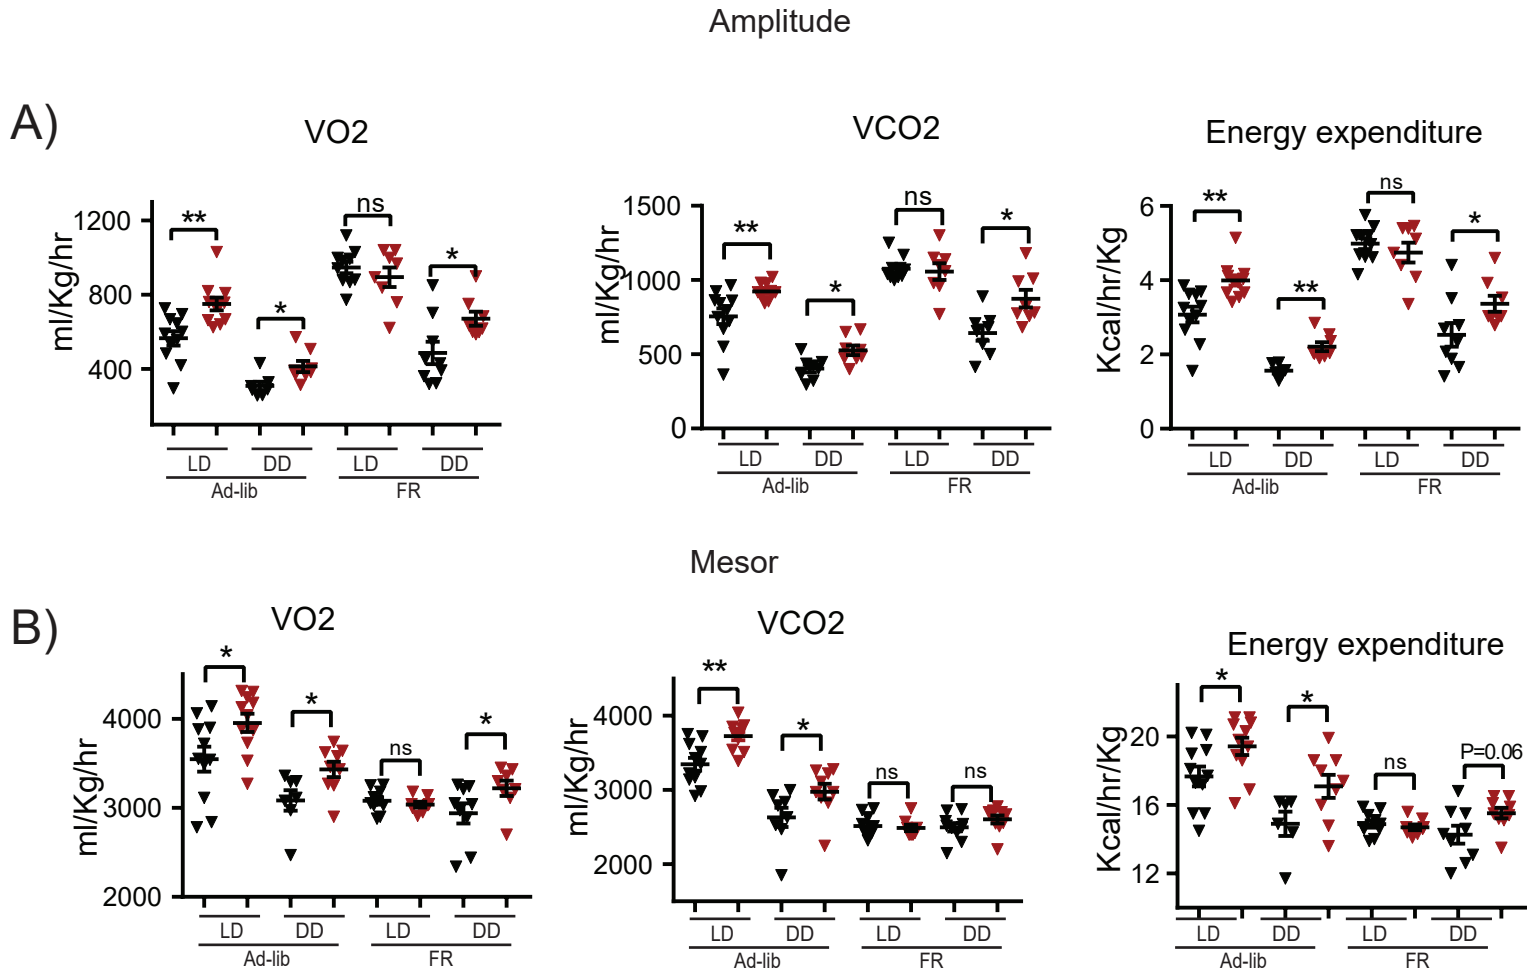 Amplitude
A)
VO2
ml/Kg/hr
1200
800
400
**
*
ns
*
LD
DD
LD
DD
Ad-lib
FR
VCO2
ml/Kg/hr
1500
1000
500
0
**
*
ns
*
LD
DD
LD
DD
Ad-lib
FR
Energy expenditure
Kcal/hr/Kg
6
4
2
0
**
**
ns
*
LD
DD
LD
DD
Ad-lib
FR
Mesor
B)
VO2
ml/Kg/hr
4000
3000
2000
*
*
ns
*
LD
DD
LD
DD
Ad-lib
FR
VCO2
ml/Kg/hr
4000
3000
2000
**
*
ns
ns
LD
DD
LD
DD
Ad-lib
FR
Energy expenditure
Kcal/hr/Kg
20
16
12
*
*
ns
P=0.06
LD
DD
LD
DD
Ad-lib
FR